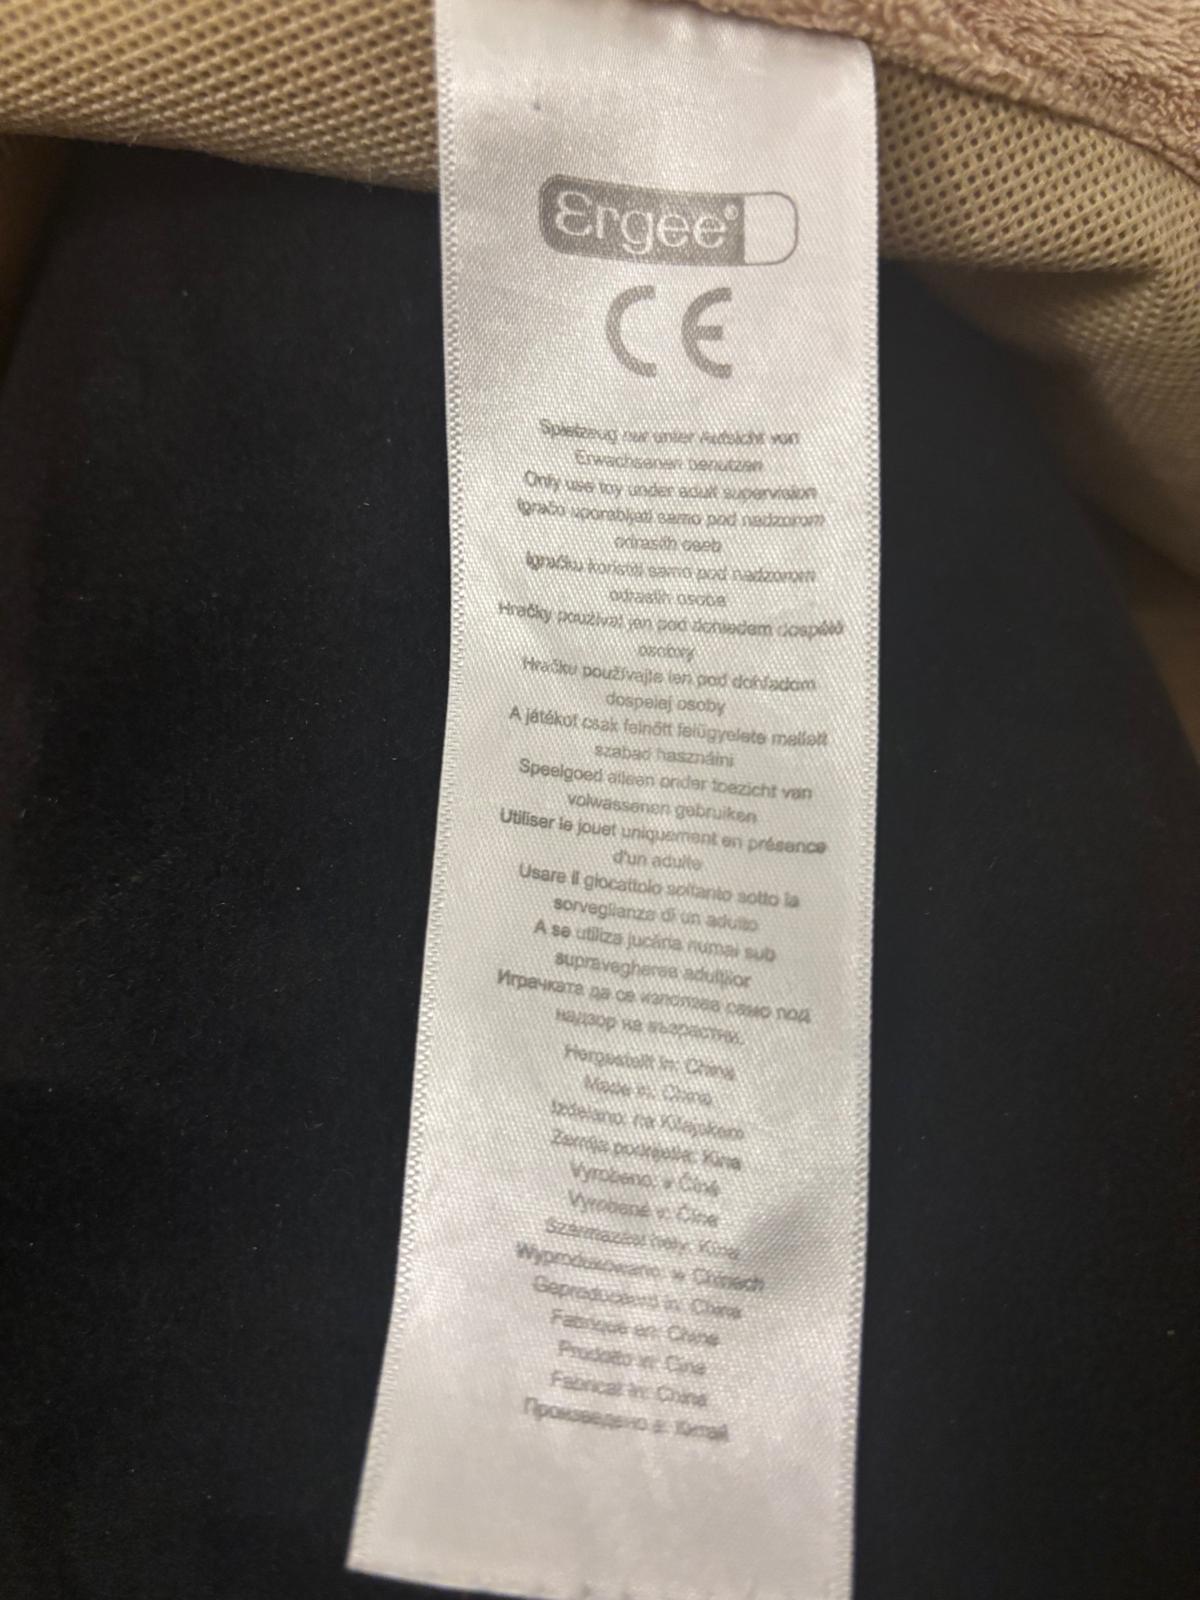 Ergee®
CE
Spielzeug nur unter Aufsicht von
Erwachsenen benutzen
Only use toy under adult supervision
Igračo uporabljati samo pod nadzorom
odraslih oseb
Igračku koristiti samo pod nadzorom
odraslih osoba
Hračky používat jen pod dohledem dospělé
osoby
Hračku používajte len pod dohľadom
dospelej osoby
A játékot csak felnőtt felügyelete mellett
szabad használni
Speelgoed alleen onder toezicht van
volwassenen gebruiken
Utiliser le jouet uniquement en présence
d'un adulte
Usare il giocattolo soltanto sotto la
sorveglianza di un adulto
A se utiliza jucăria numai sub
supravegherea adulților
Играчката да се използва само под
надзор на възрастни.
Hergestellt in: China
Made in: China
Izdelano: na Kitajskem
Zemlja podrijetla: Kina
Vyrobeno: v Číně
Vyrobené v: Číne
Származási hely: Kína
Wyprodukowano: w Chinach
Geproduceerd in: China
Fabriqué en: Chine
Prodotto in: Cina
Fabricat în: China
Произведено в: Китай